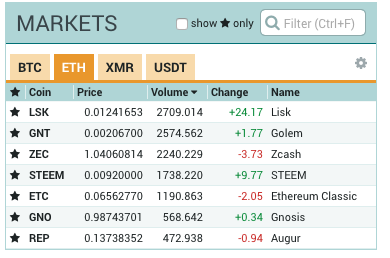 MARKETS show ★ only Filter (Ctrl+F)
BTC ETH XMR USDT
★ Coin Price Volume ▼ Change Name
★ LSK 0.01241653 2709.014 +24.17 Lisk
★ GNT 0.00206700 2574.562 +1.77 Golem
★ ZEC 1.04060814 2240.229 -3.73 Zcash
★ STEEM 0.00920000 1738.220 +9.77 STEEM
★ ETC 0.06562770 1190.863 -2.05 Ethereum Classic
★ GNO 0.98743701 568.642 +0.34 Gnosis
★ REP 0.13738352 472.938 -0.94 Augur